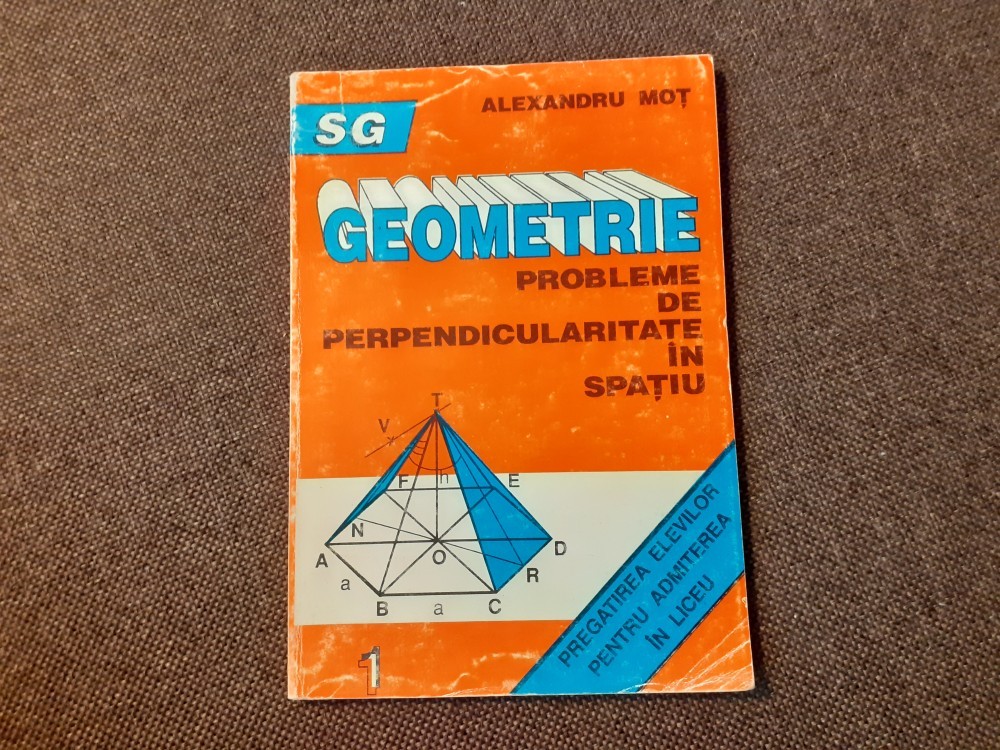 ALEXANDRU MOȚ
SG
GEOMETRIE
PROBLEME
DE
PERPENDICULARITATE
ÎN
SPAȚIU
T
V
x
F
h
E
N
A
O
D
a
R
B
a
C
PREGATIREA ELEVILOR
PENTRU ADMITEREA
ÎN LICEU
1